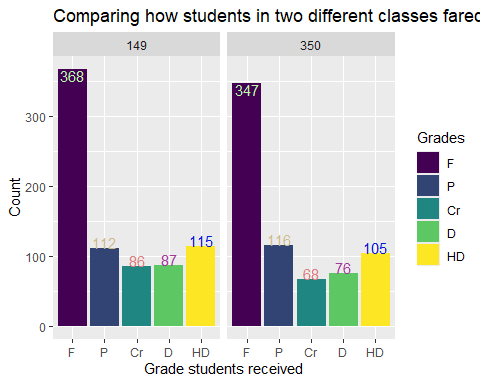 Comparing how students in two different classes fared
149 350
368
347
112
86
87
115
116
68
76
105
300
200
100
0
Count
F P Cr D HD F P Cr D HD
Grade students received
Grades
F
P
Cr
D
HD